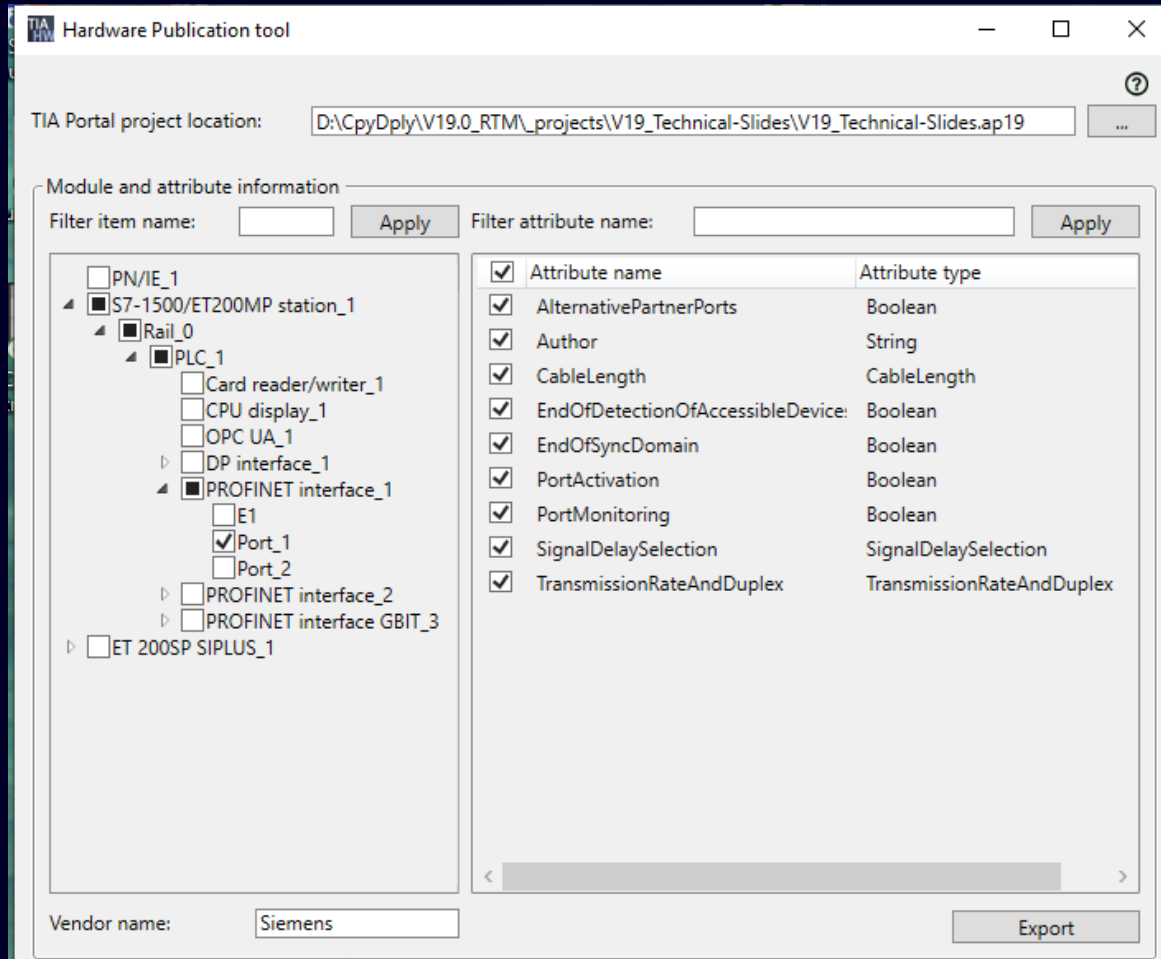 TIA
HW
Hardware Publication tool
TIA Portal project location:
D:\CpyDply\V19.0_RTM\_projects\V19_Technical-Slides\V19_Technical-Slides.ap19
...
Module and attribute information
Filter item name:
Apply
Filter attribute name:
Apply
PN/IE_1
S7-1500/ET200MP station_1
Rail_0
PLC_1
Card reader/writer_1
CPU display_1
OPC UA_1
DP interface_1
PROFINET interface_1
E1
Port_1
Port_2
PROFINET interface_2
PROFINET interface GBIT_3
ET 200SP SIPLUS_1
Attribute name Attribute type
AlternativePartnerPorts Boolean
Author String
CableLength CableLength
EndOfDetectionOfAccessibleDevices Boolean
EndOfSyncDomain Boolean
PortActivation Boolean
PortMonitoring Boolean
SignalDelaySelection SignalDelaySelection
TransmissionRateAndDuplex TransmissionRateAndDuplex
Vendor name:
Siemens
Export